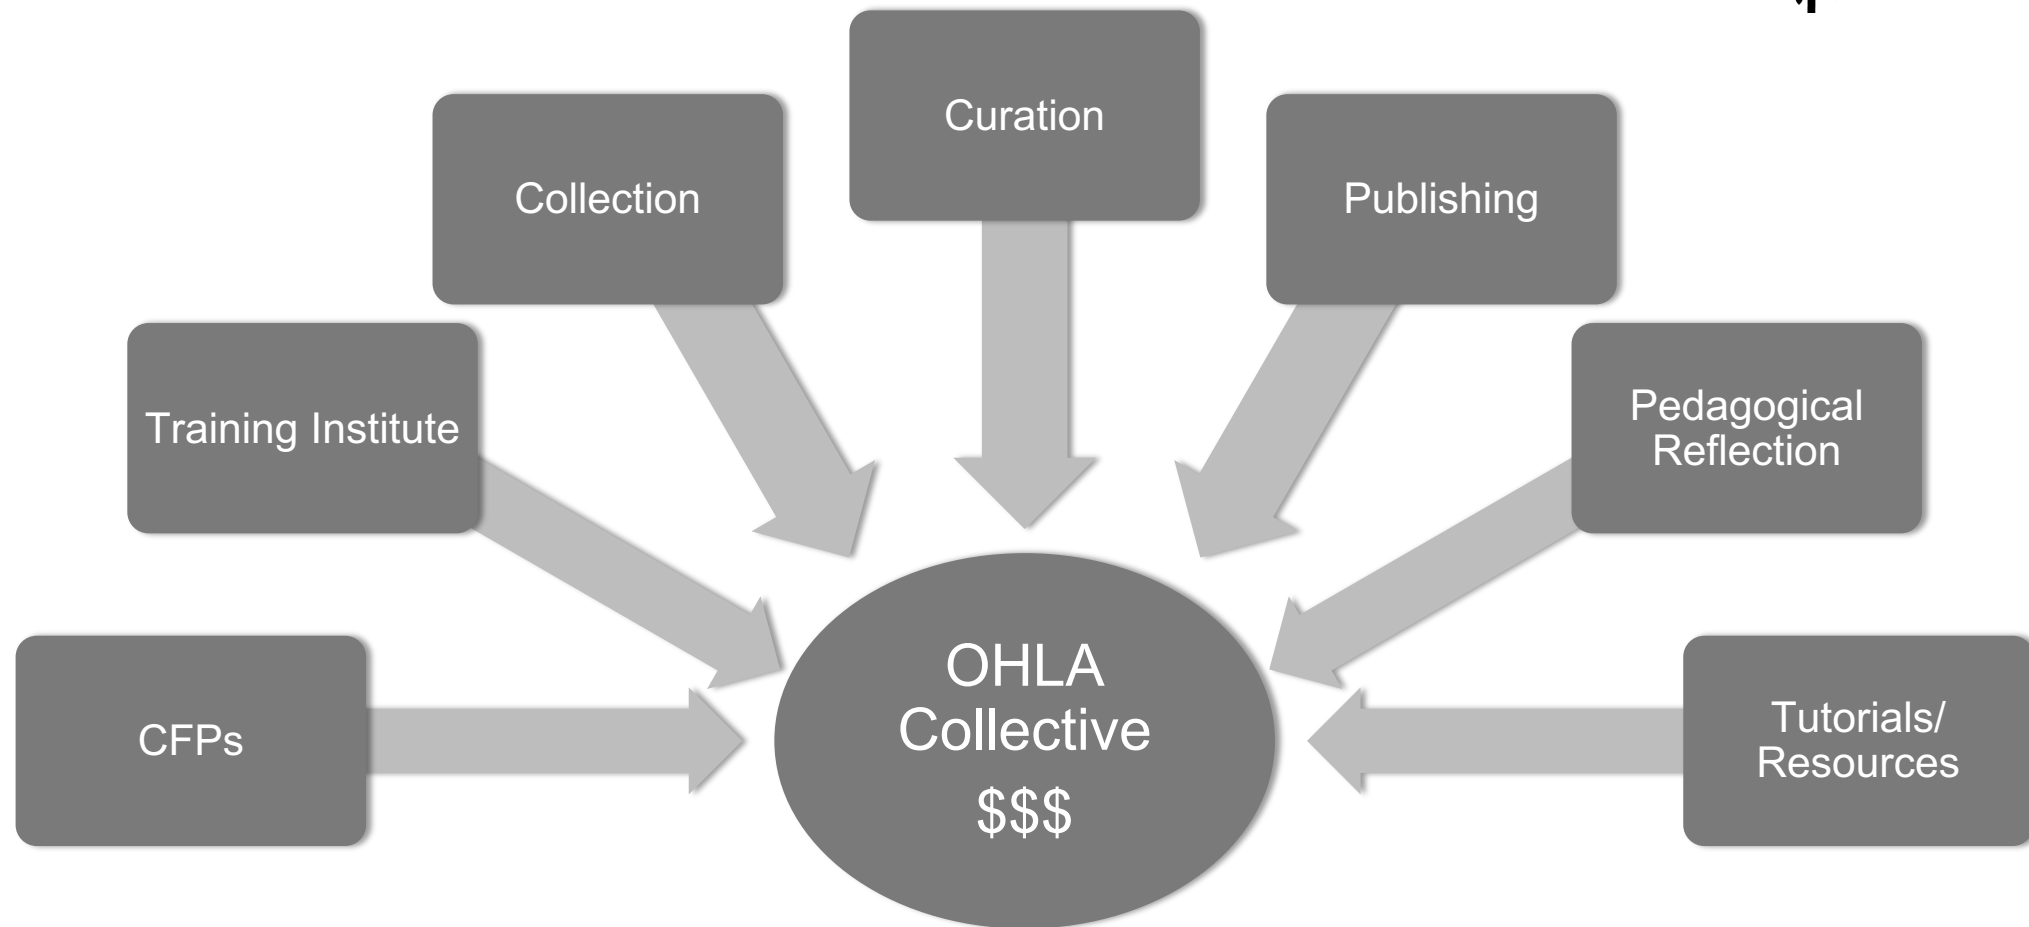 Curation
Collection
Publishing
Training Institute
Pedagogical
Reflection
CFPs
OHLA
Collective
$$$
Tutorials/
Resources